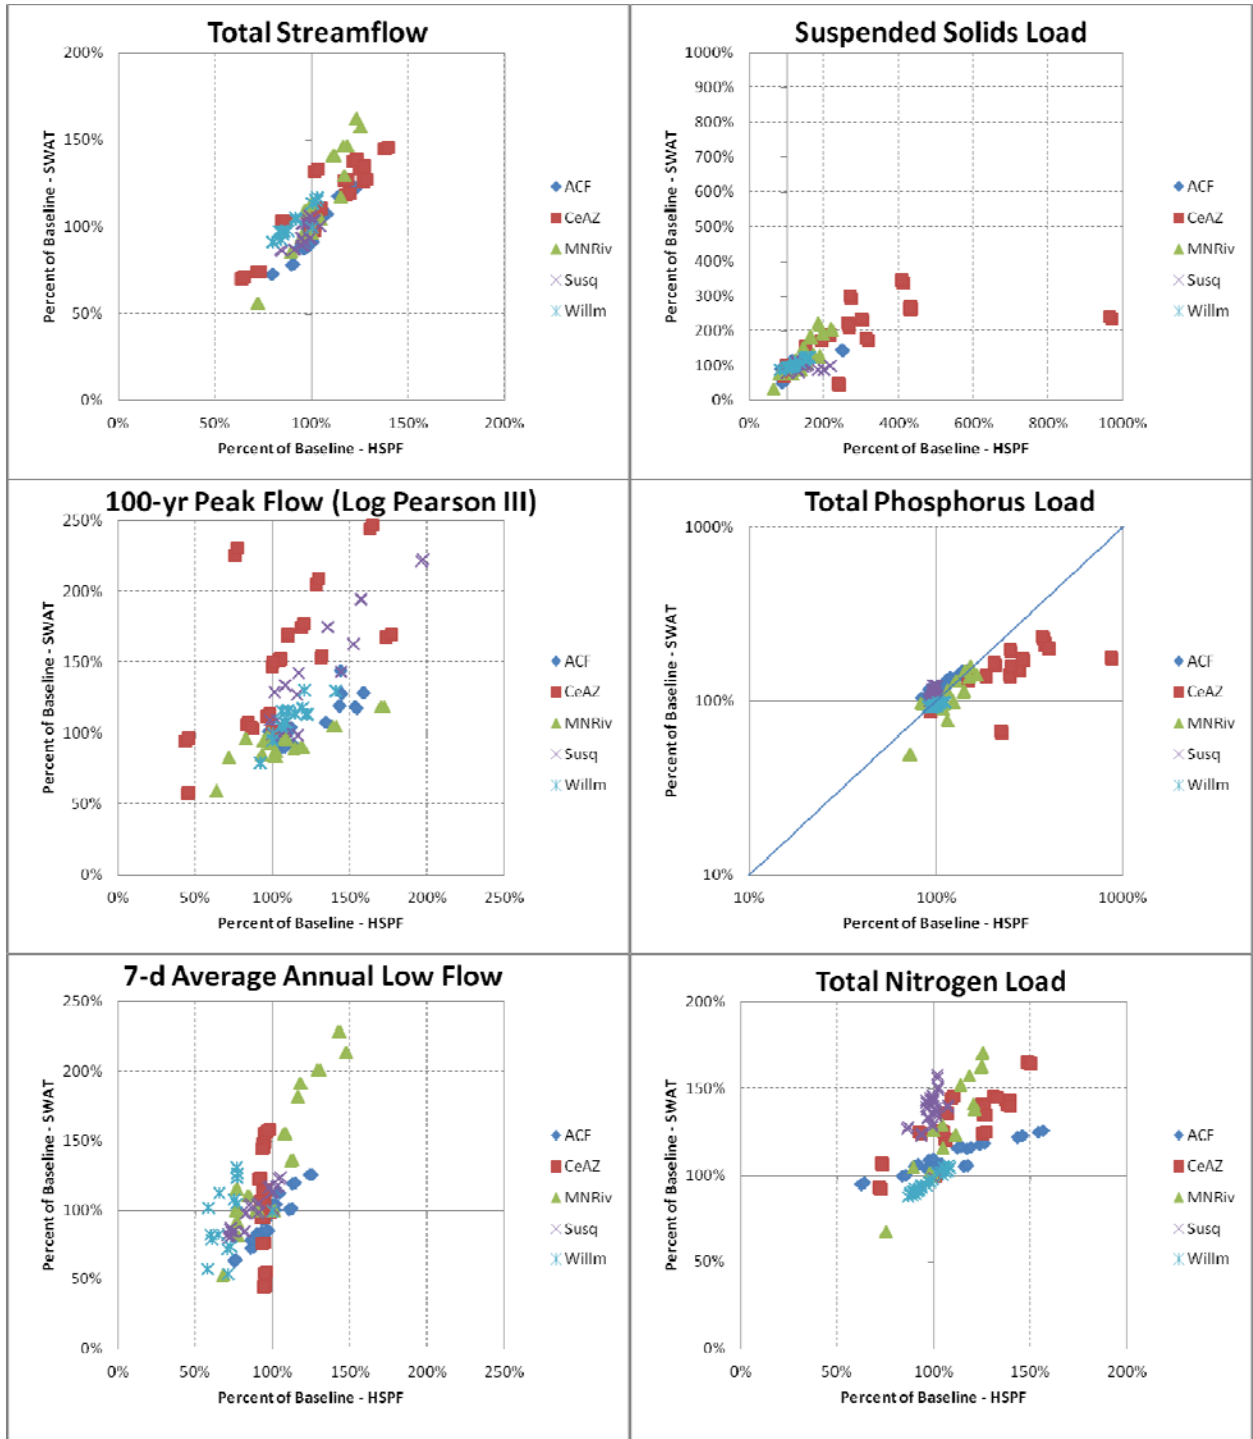 Total Streamflow
200%
150%
100%
50%
0%
0% 50% 100% 150% 200%
Percent of Baseline - SWAT
Percent of Baseline - HSPF
ACF
CeAZ
MNRiv
Susq
Willm
Suspended Solids Load
1000%
900%
800%
700%
600%
500%
400%
300%
200%
100%
0%
0% 200% 400% 600% 800% 1000%
Percent of Baseline - SWAT
Percent of Baseline - HSPF
ACF
CeAZ
MNRiv
Susq
Willm
100-yr Peak Flow (Log Pearson III)
250%
200%
150%
100%
50%
0%
0% 50% 100% 150% 200% 250%
Percent of Baseline - SWAT
Percent of Baseline - HSPF
ACF
CeAZ
MNRiv
Susq
Willm
Total Phosphorus Load
1000%
100%
10%
10% 100% 1000%
Percent of Baseline - SWAT
Percent of Baseline - HSPF
ACF
CeAZ
MNRiv
Susq
Willm
7-d Average Annual Low Flow
250%
200%
150%
100%
50%
0%
0% 50% 100% 150% 200% 250%
Percent of Baseline - SWAT
Percent of Baseline - HSPF
ACF
CeAZ
MNRiv
Susq
Willm
Total Nitrogen Load
200%
150%
100%
50%
0%
0% 50% 100% 150% 200%
Percent of Baseline - SWAT
Percent of Baseline - HSPF
ACF
CeAZ
MNRiv
Susq
Willm